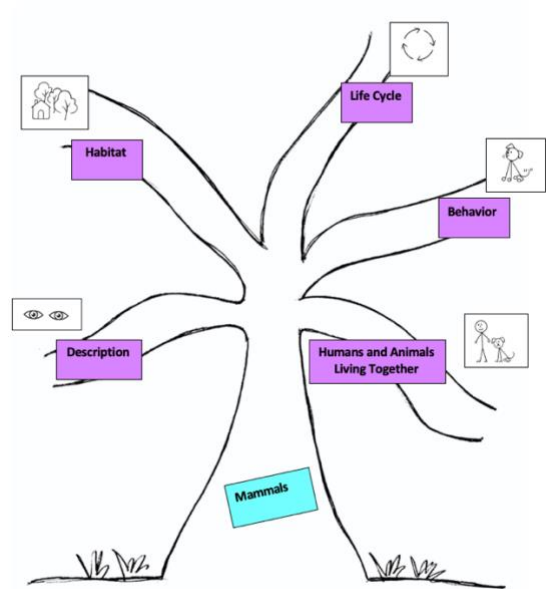 Life Cycle
Habitat
Behavior
Description
Humans and Animals
Living Together
Mammals